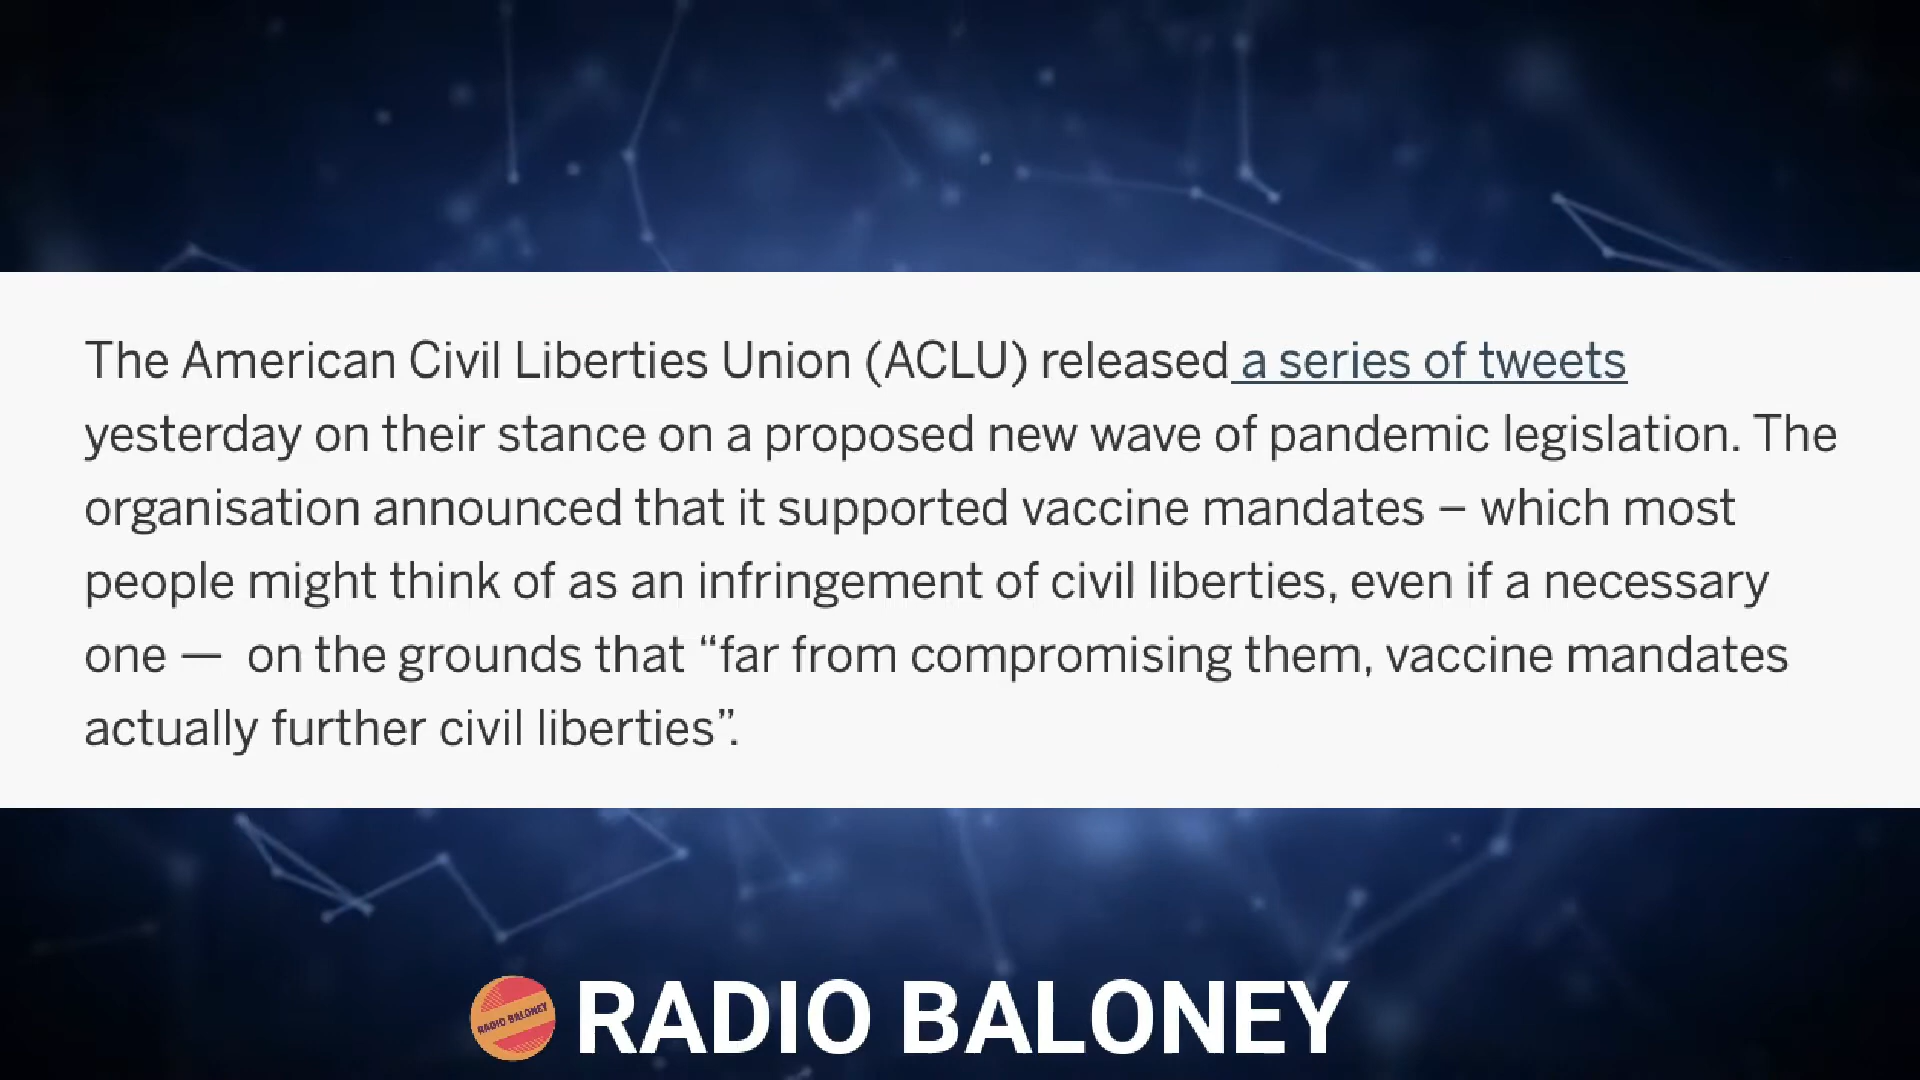 The American Civil Liberties Union (ACLU) released a series of tweets
yesterday on their stance on a proposed new wave of pandemic legislation. The
organisation announced that it supported vaccine mandates – which most
people might think of as an infringement of civil liberties, even if a necessary
one —  on the grounds that “far from compromising them, vaccine mandates
actually further civil liberties”.
RADIO BALONEY
RADIO BALONEY